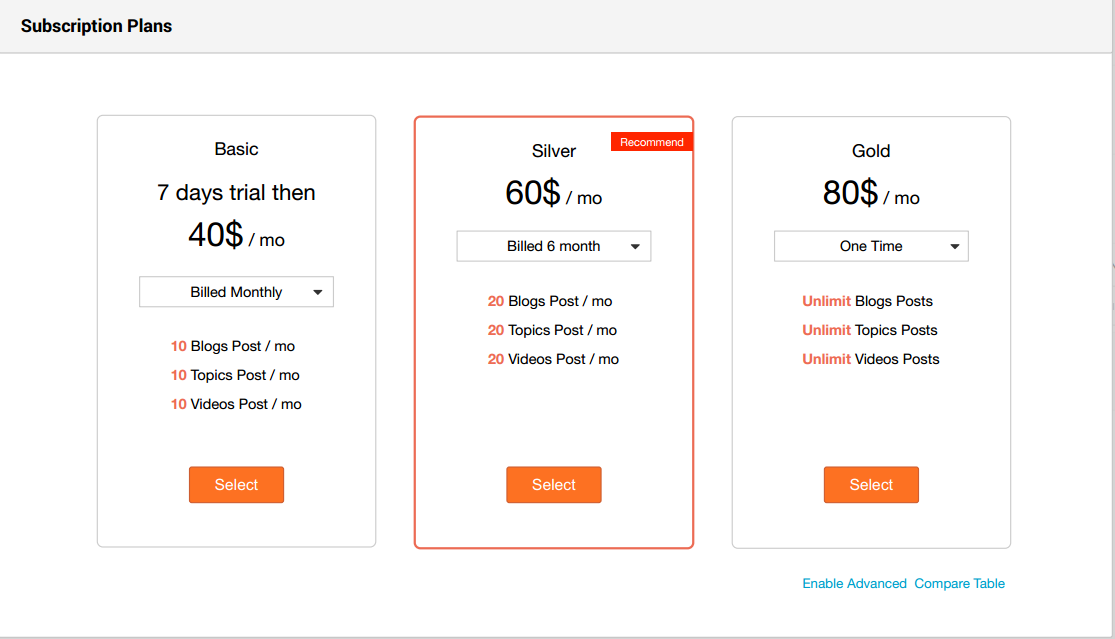 Subscription Plans
Basic
7 days trial then
40$ / mo
Billed Monthly
10 Blogs Post / mo
10 Topics Post / mo
10 Videos Post / mo
Select
Recommend
Silver
60$ / mo
Billed 6 month
20 Blogs Post / mo
20 Topics Post / mo
20 Videos Post / mo
Select
Gold
80$ / mo
One Time
Unlimit Blogs Posts
Unlimit Topics Posts
Unlimit Videos Posts
Select
Enable Advanced Compare Table